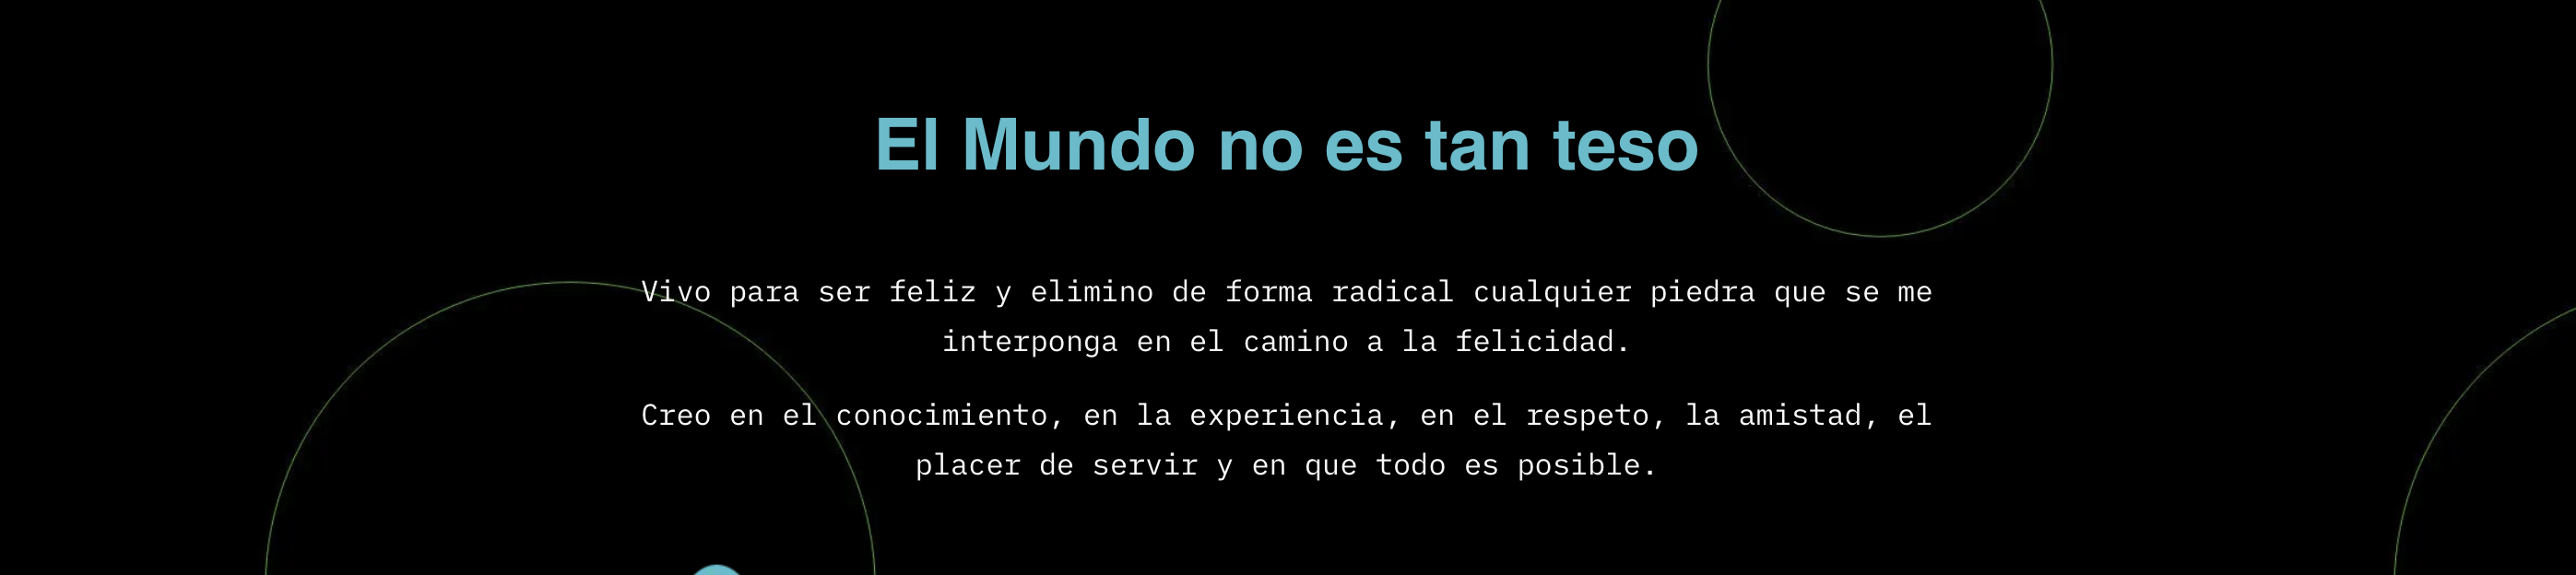 El Mundo no es tan teso
Vivo para ser feliz y elimino de forma radical cualquier piedra que se me
interponga en el camino a la felicidad.
Creo en el conocimiento, en la experiencia, en el respeto, la amistad, el
placer de servir y en que todo es posible.